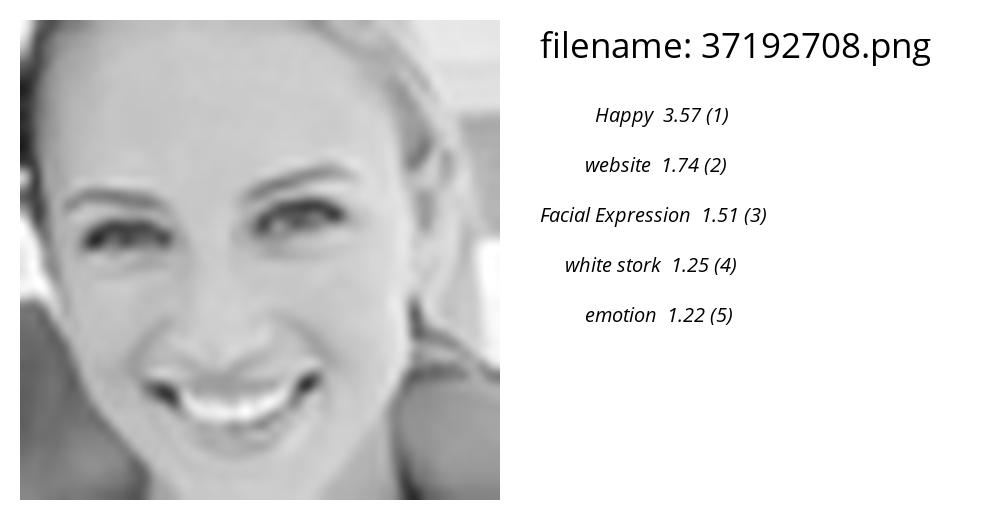 filename: 37192708.png
Happy 3.57 (1)
website 1.74 (2)
Facial Expression 1.51 (3)
white stork 1.25 (4)
emotion 1.22 (5)